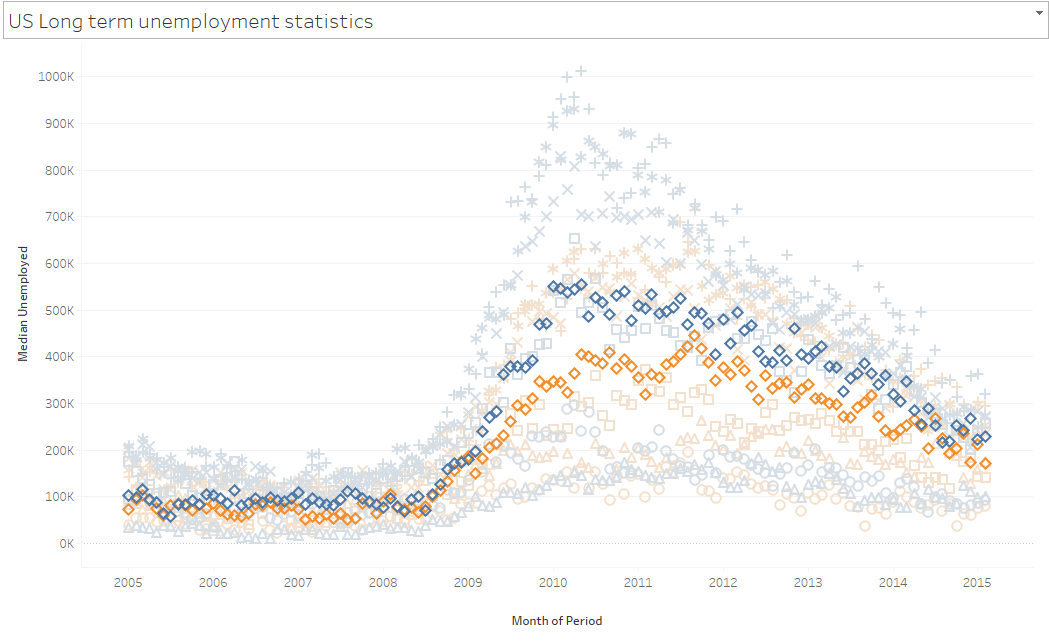 US Long term unemployment statistics
1000K
900K
800K
700K
600K
500K
400K
300K
200K
100K
0K
Median Unemployed
2005 2006 2007 2008 2009 2010 2011 2012 2013 2014 2015
Month of Period